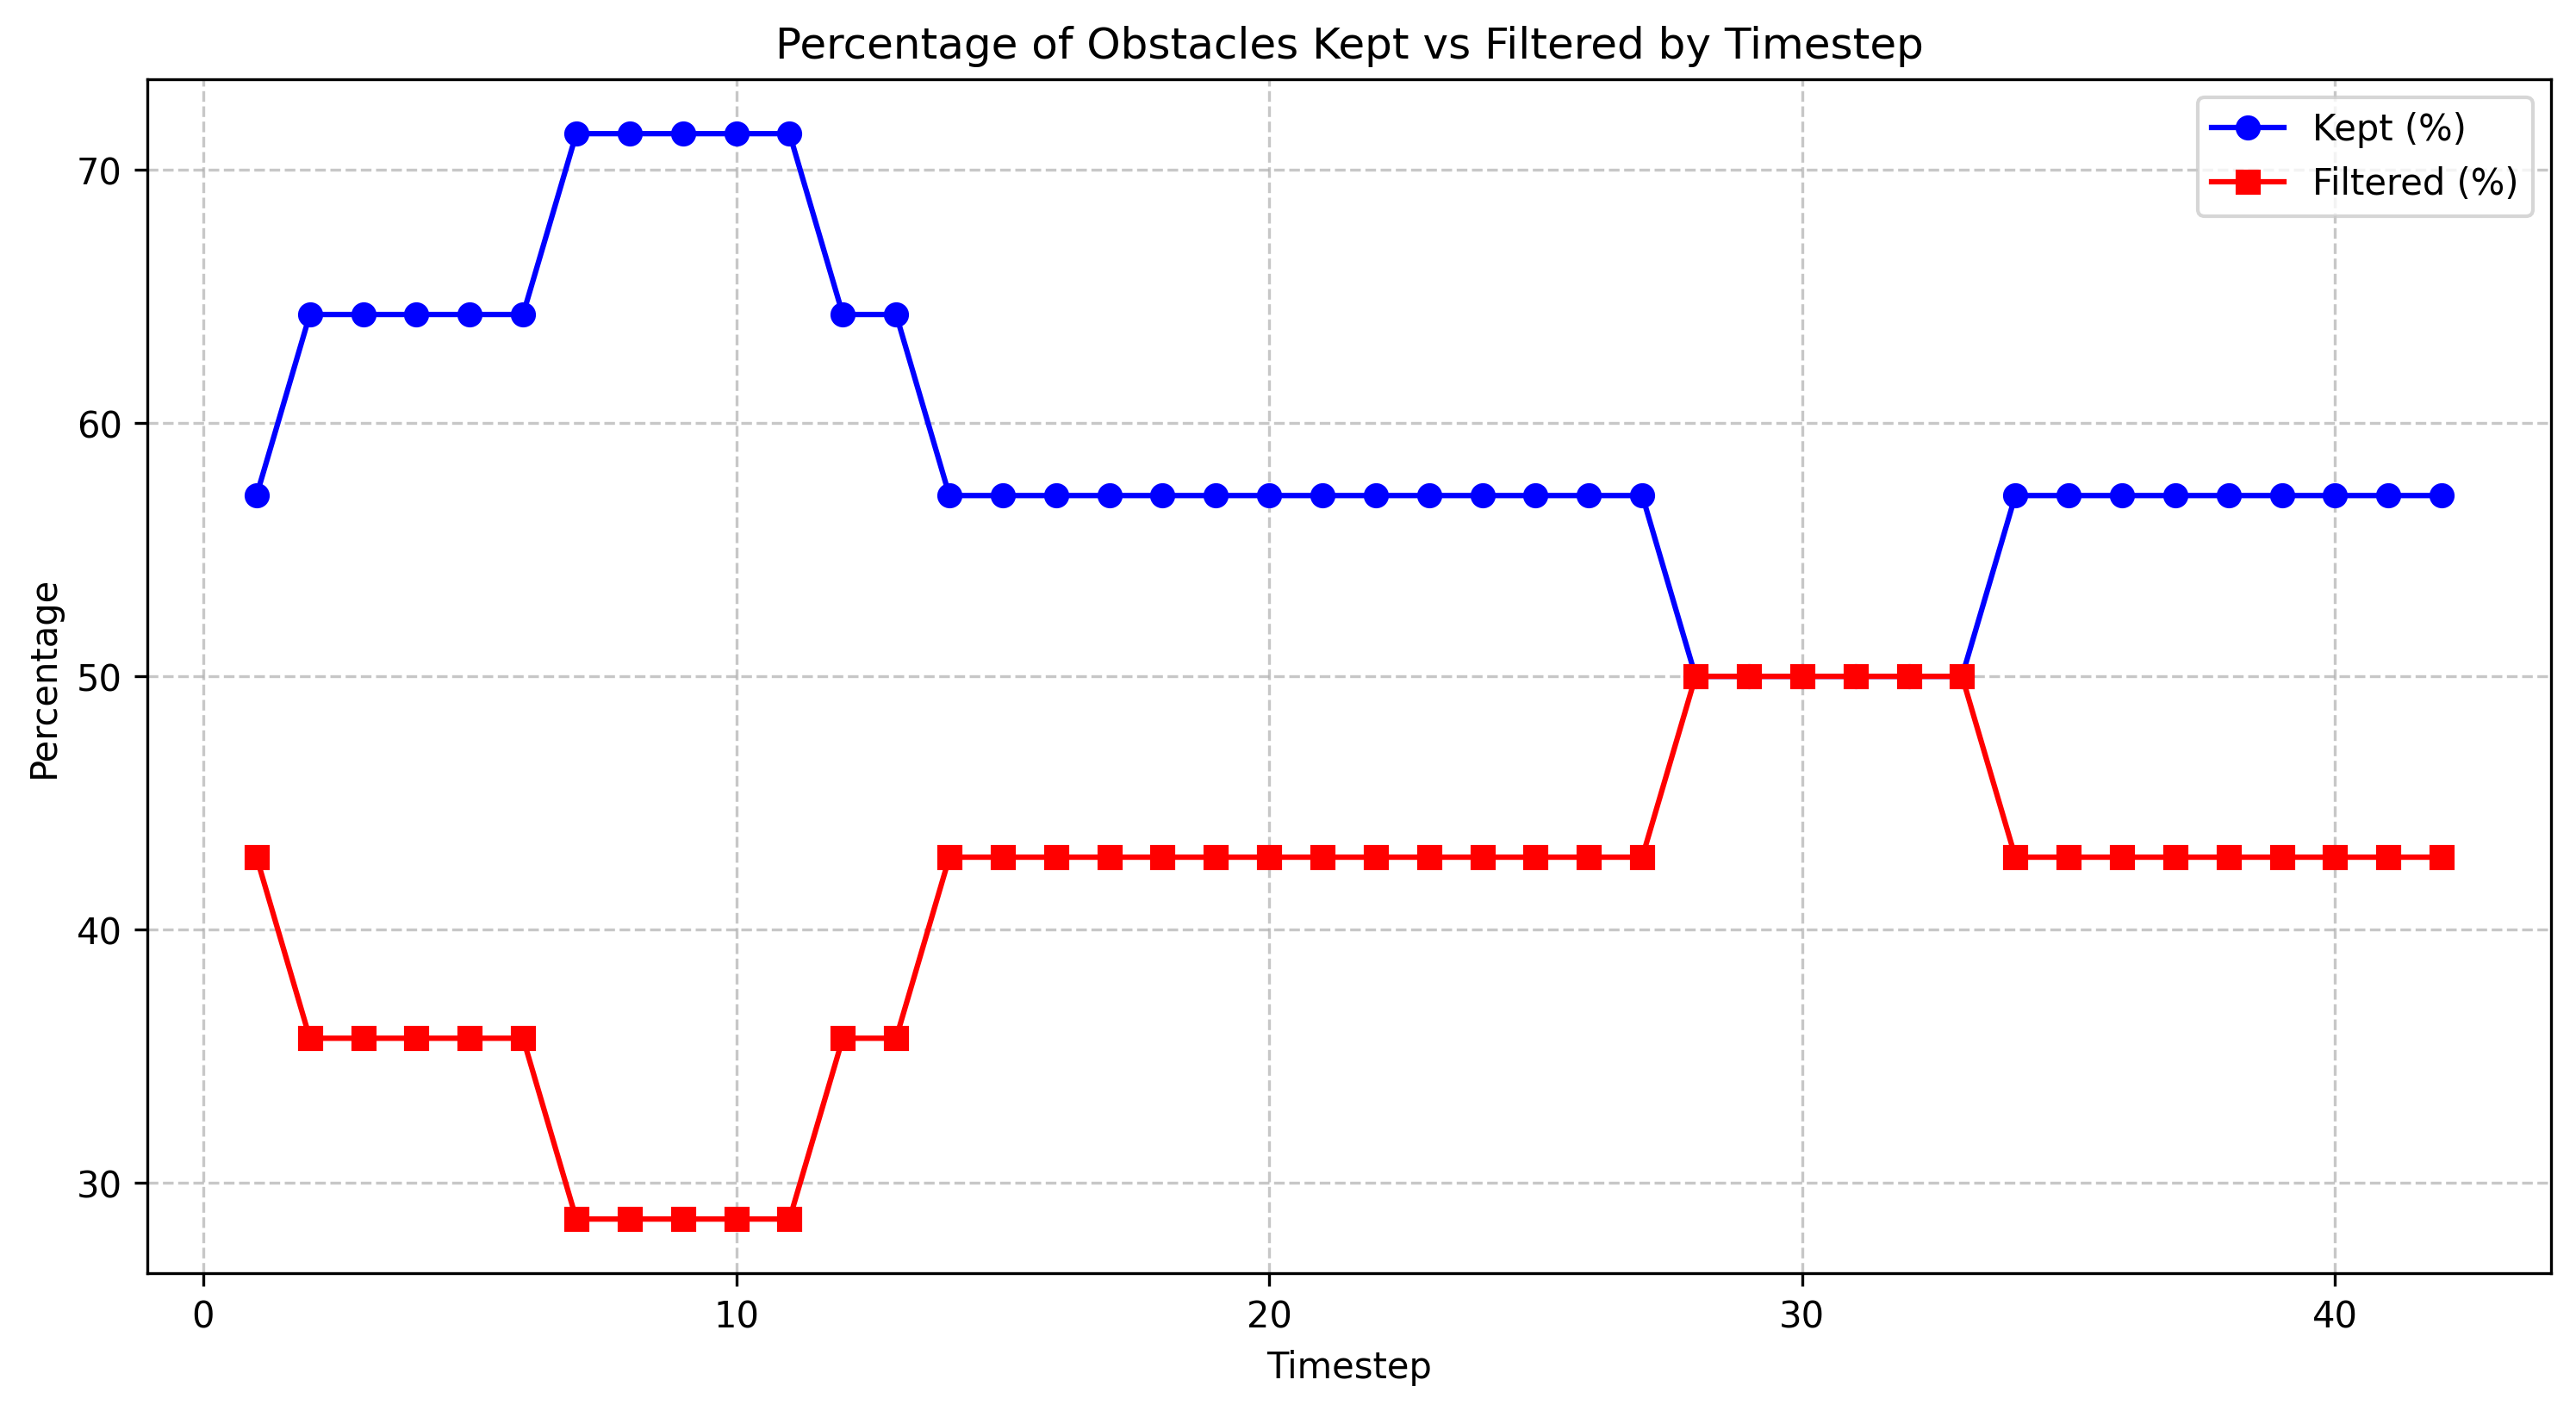 Percentage of Obstacles Kept vs Filtered by Timestep
Kept (%)
Filtered (%)
Percentage
70
60
50
40
30
0 10 20 30 40
Timestep